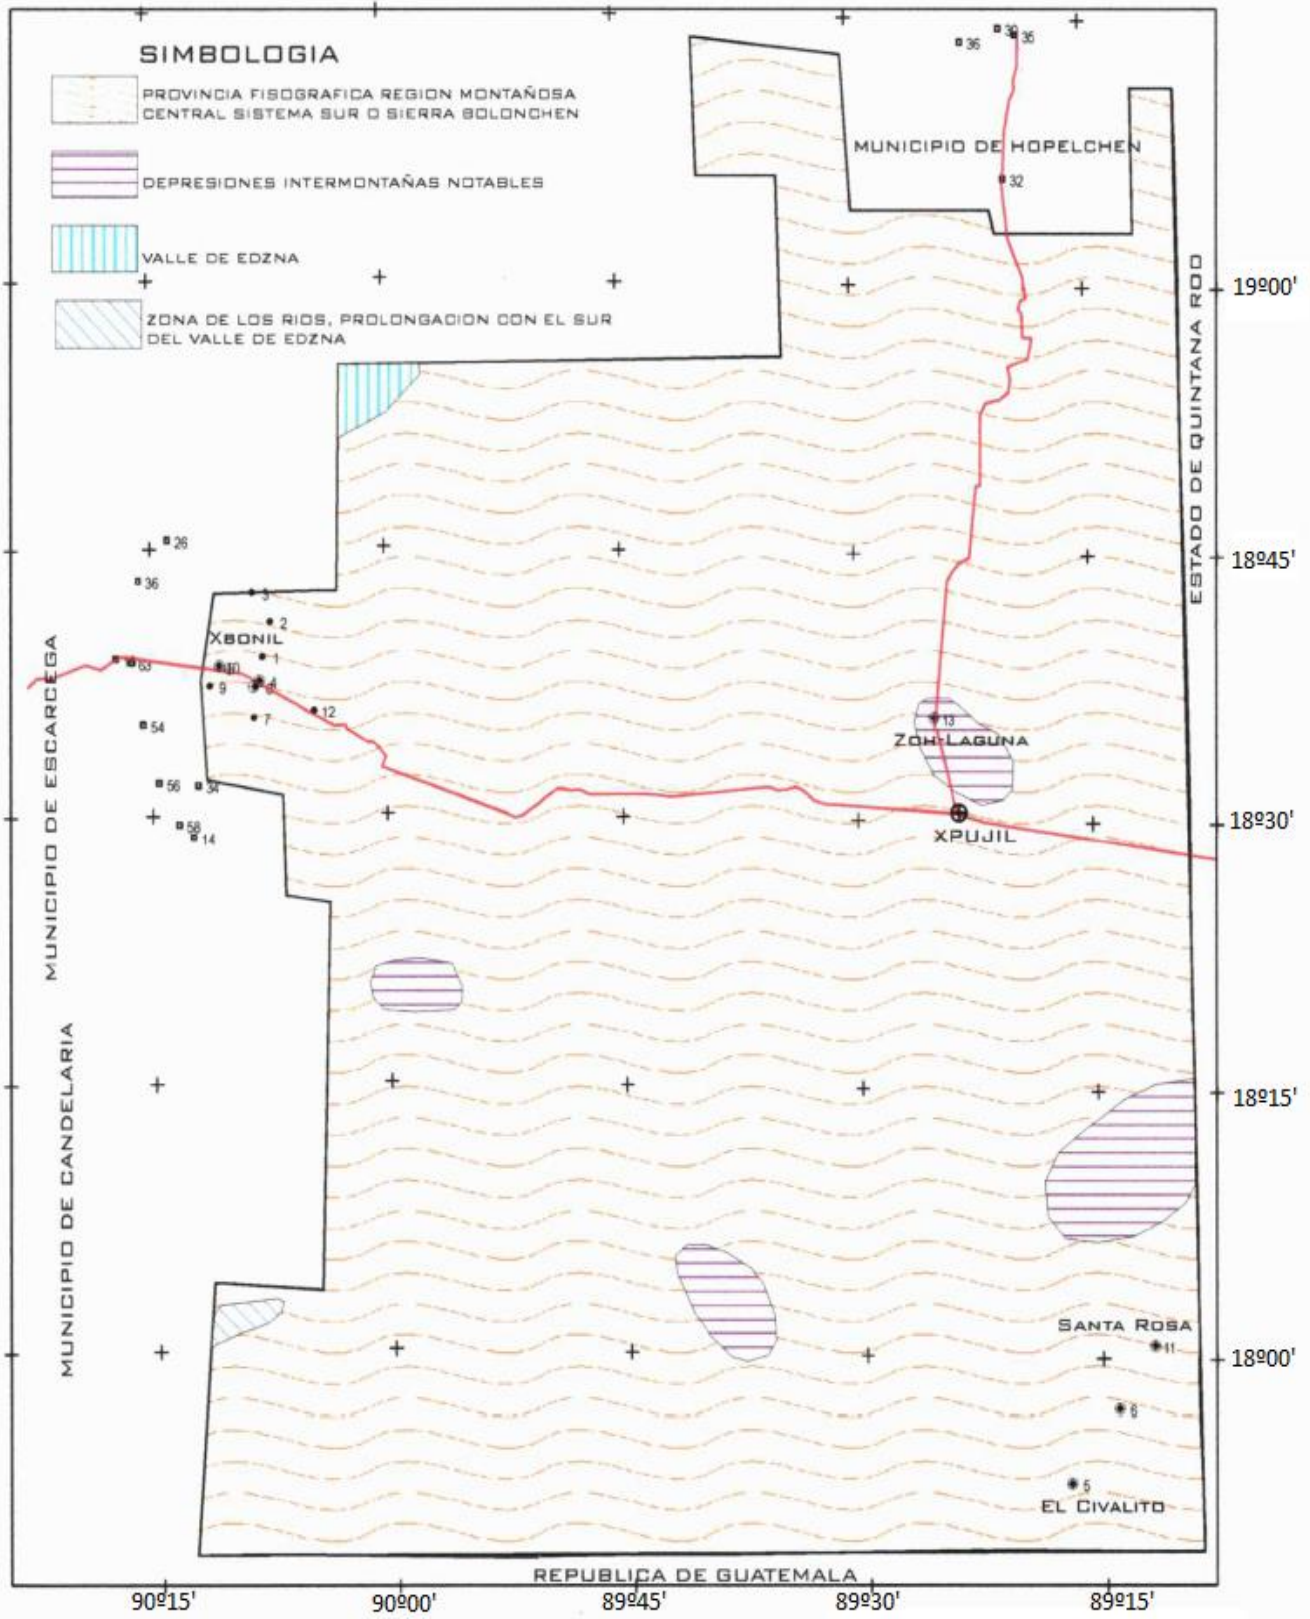 SIMBOLOGIA
PROVINCIA FISOGRAFICA REGION MONTAÑOSA
CENTRAL SISTEMA SUR O SIERRA BOLONCHEN
DEPRESIONES INTERMONTAÑAS NOTABLES
VALLE DE EDZNA
ZONA DE LOS RIOS, PROLONGACION CON EL SUR
DEL VALLE DE EDZNA
36
35
MUNICIPIO DE HOPELCHEN
32
ESTADO DE QUINTANA ROO
19º00'
26
36
3
2
XBONIL
1
63
10
4
9
7
12
54
56
34
58
14
18º45'
13
ZOH-LAGUNA
XPUJIL
18º30'
MUNICIPIO DE ESCARCEGA
MUNICIPIO DE CANDELARIA
18º15'
SANTA ROSA
11
18º00'
6
5
EL CIVALITO
REPUBLICA DE GUATEMALA
90º15'
90º00'
89º45'
89º30'
89º15'